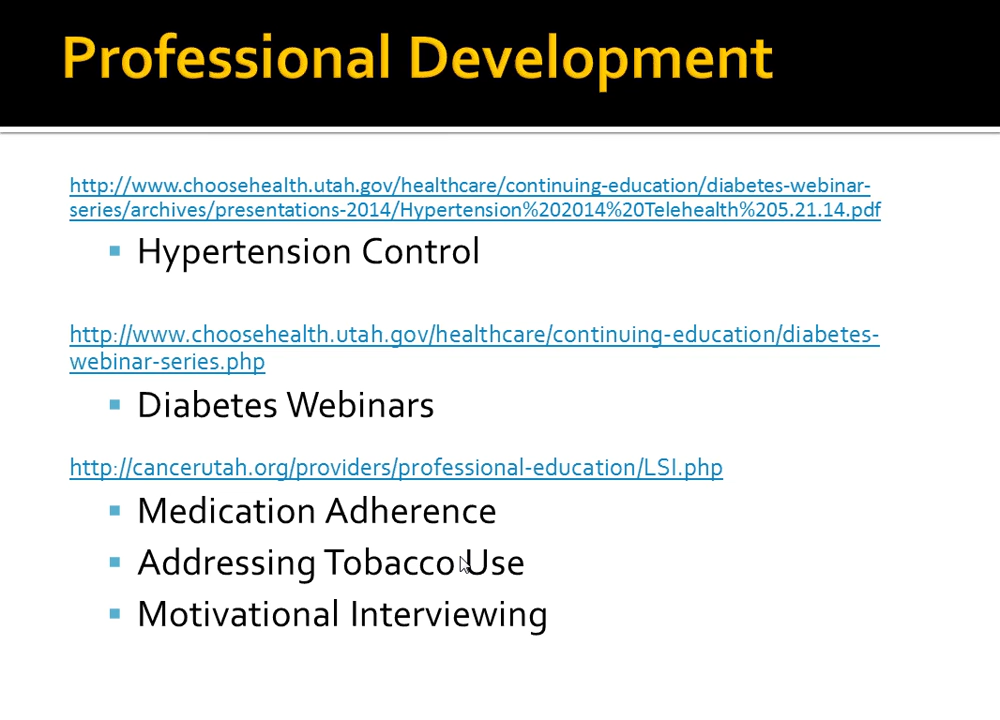 Professional Development
http://www.choosehealth.utah.gov/healthcare/continuing-education/diabetes-webinar-
series/archives/presentations-2014/Hypertension%202014%20Telehealth%205.21.14.pdf
Hypertension Control
http://www.choosehealth.utah.gov/healthcare/continuing-education/diabetes-
webinar-series.php
Diabetes Webinars
http://cancerutah.org/providers/professional-education/LSI.php
Medication Adherence
Addressing Tobacco Use
Motivational Interviewing